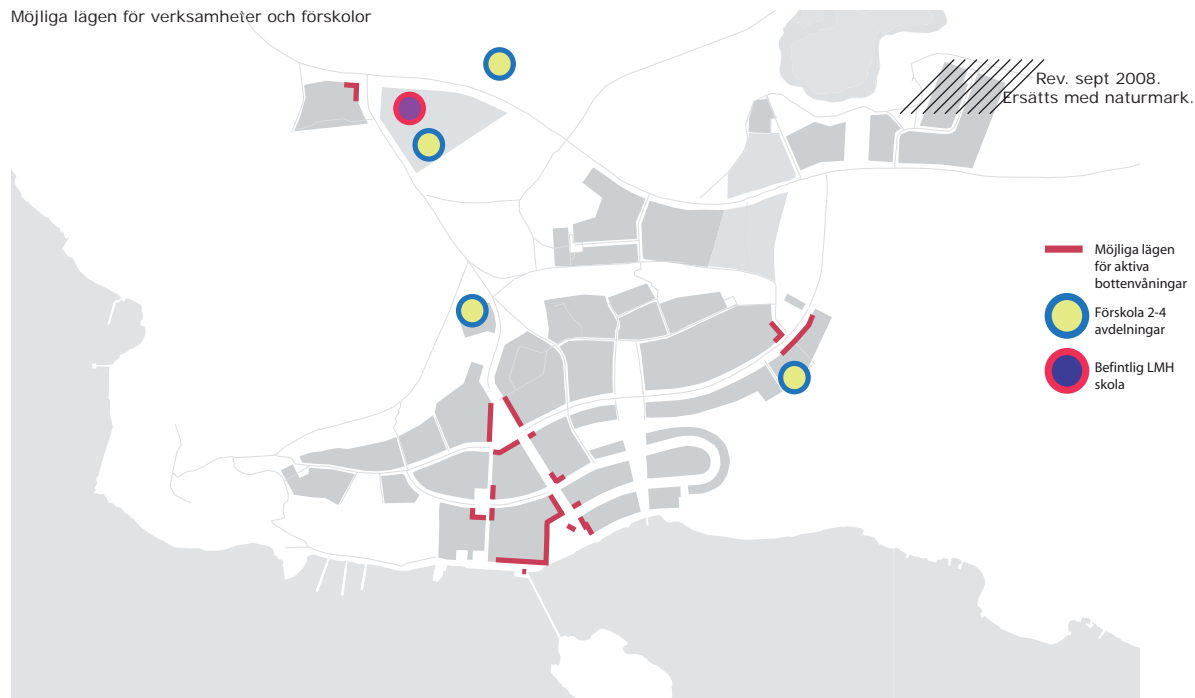 Möjliga lägen för verksamheter och förskolor
Rev. sept 2008.
Ersätts med naturmark.
Möjliga lägen
för aktiva
bottenvåningar
Förskola 2-4
avdelningar
Befintlig LMH
skola